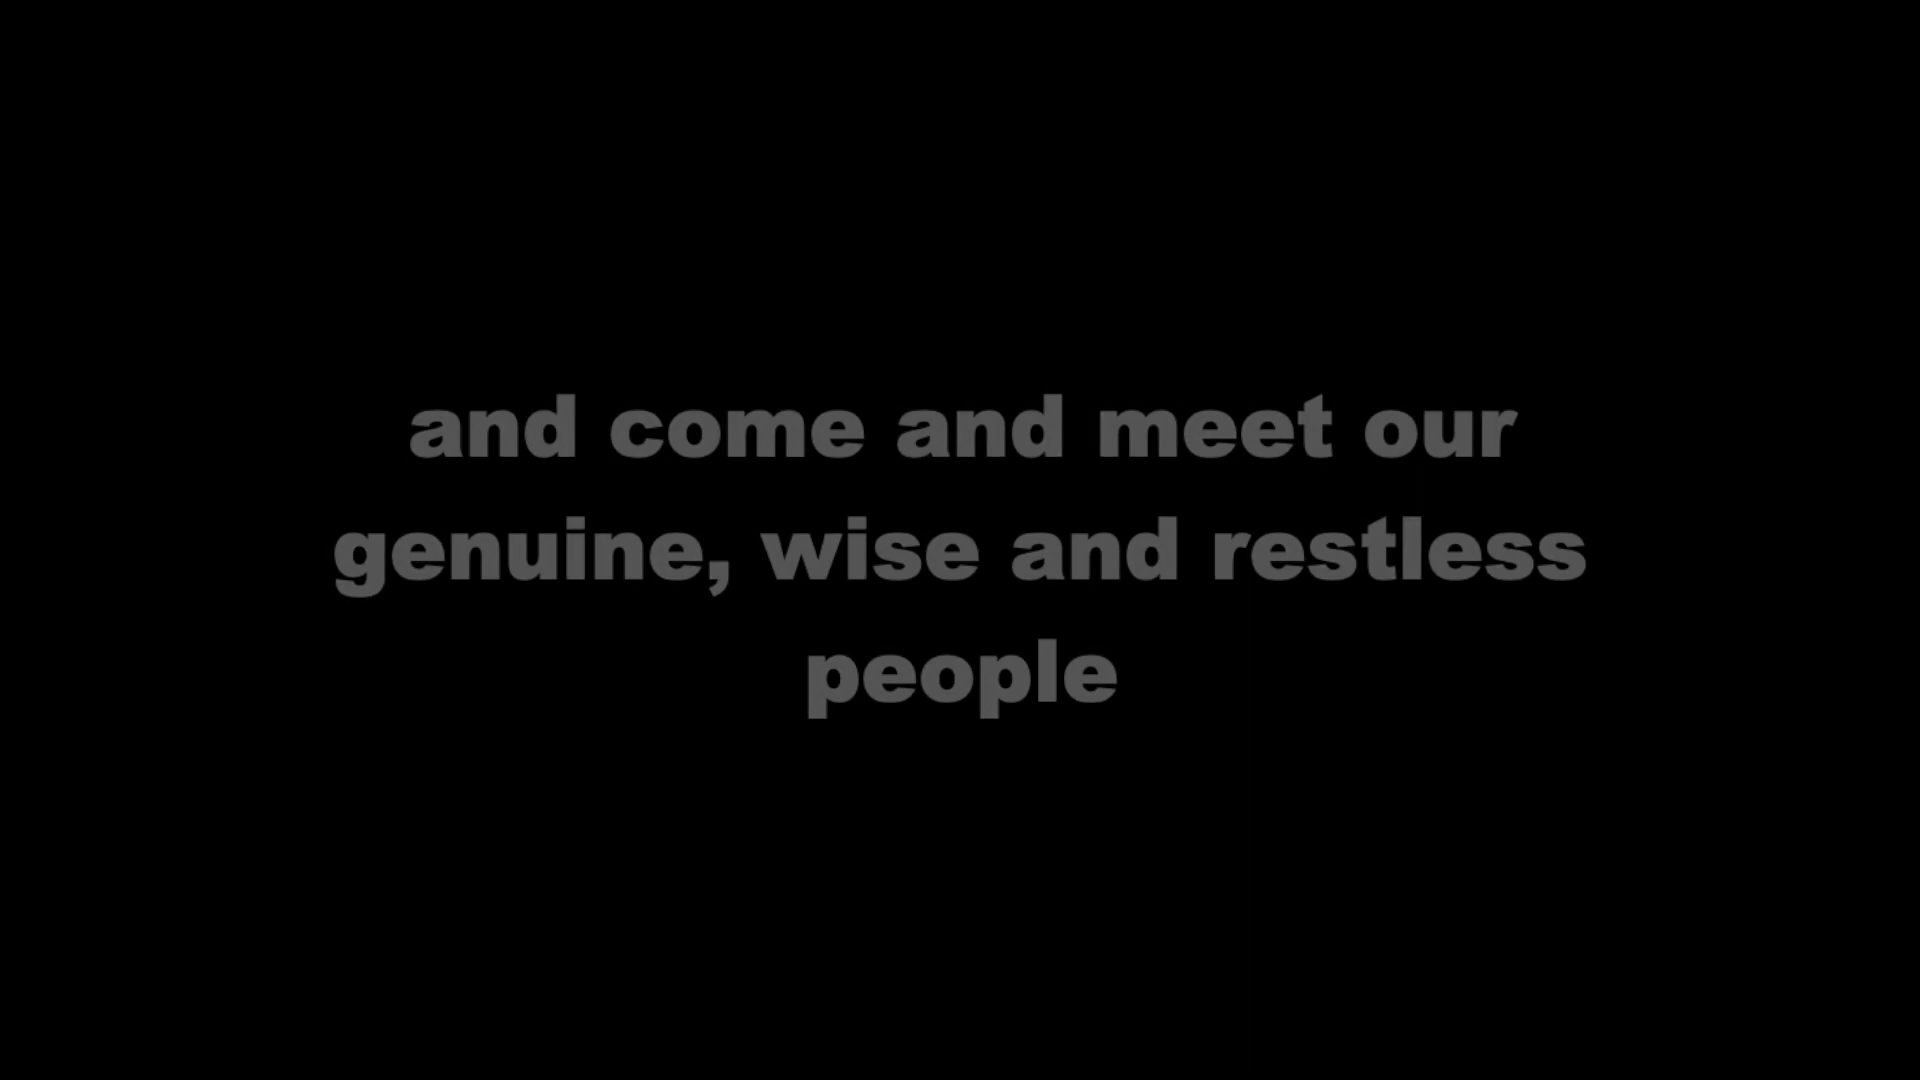 and come and meet our
genuine, wise and restless
people